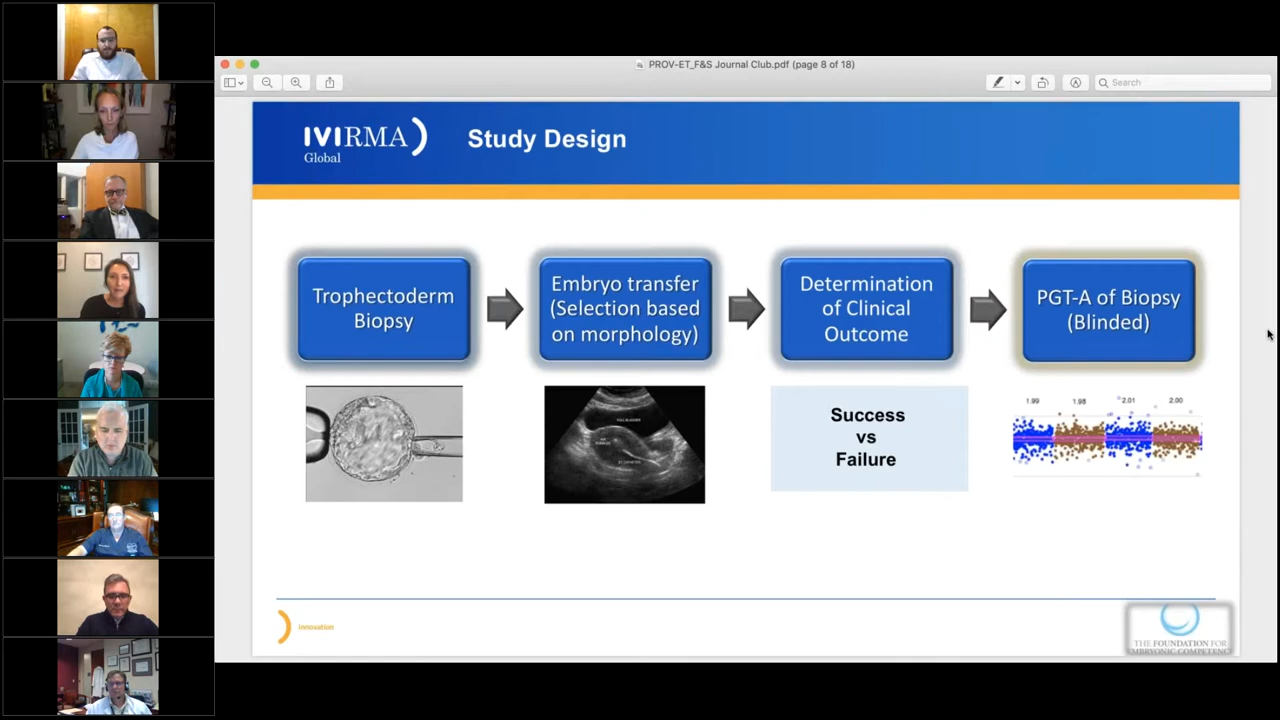 PROV-ET_F&S Journal Club.pdf (page 8 of 18)
Search
IVIRMA
Global
Study Design
Trophectoderm
Biopsy
Embryo transfer
(Selection based
on morphology)
Determination
of Clinical
Outcome
PGT-A of Biopsy
(Blinded)
Success
vs
Failure
1.99 1.98 2.01 2.00
innovation
THE FOUNDATION FOR
EMBRYONIC COMPETENC